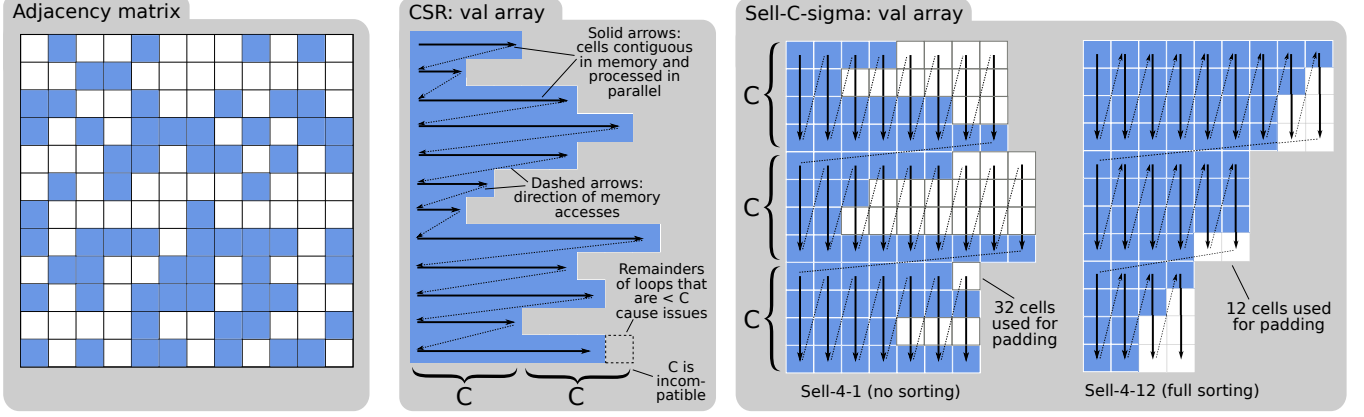 Adjacency matrix
CSR: val array
Solid arrows:
cells contiguous
in memory and
processed in
parallel
Dashed arrows:
direction of memory
accesses
Remainders
of loops that
are < C
cause issues
C is
incom-
patible
C
C
Sell-C-sigma: val array
C
C
C
32 cells
used for
padding
Sell-4-1 (no sorting)
12 cells used
for padding
Sell-4-12 (full sorting)